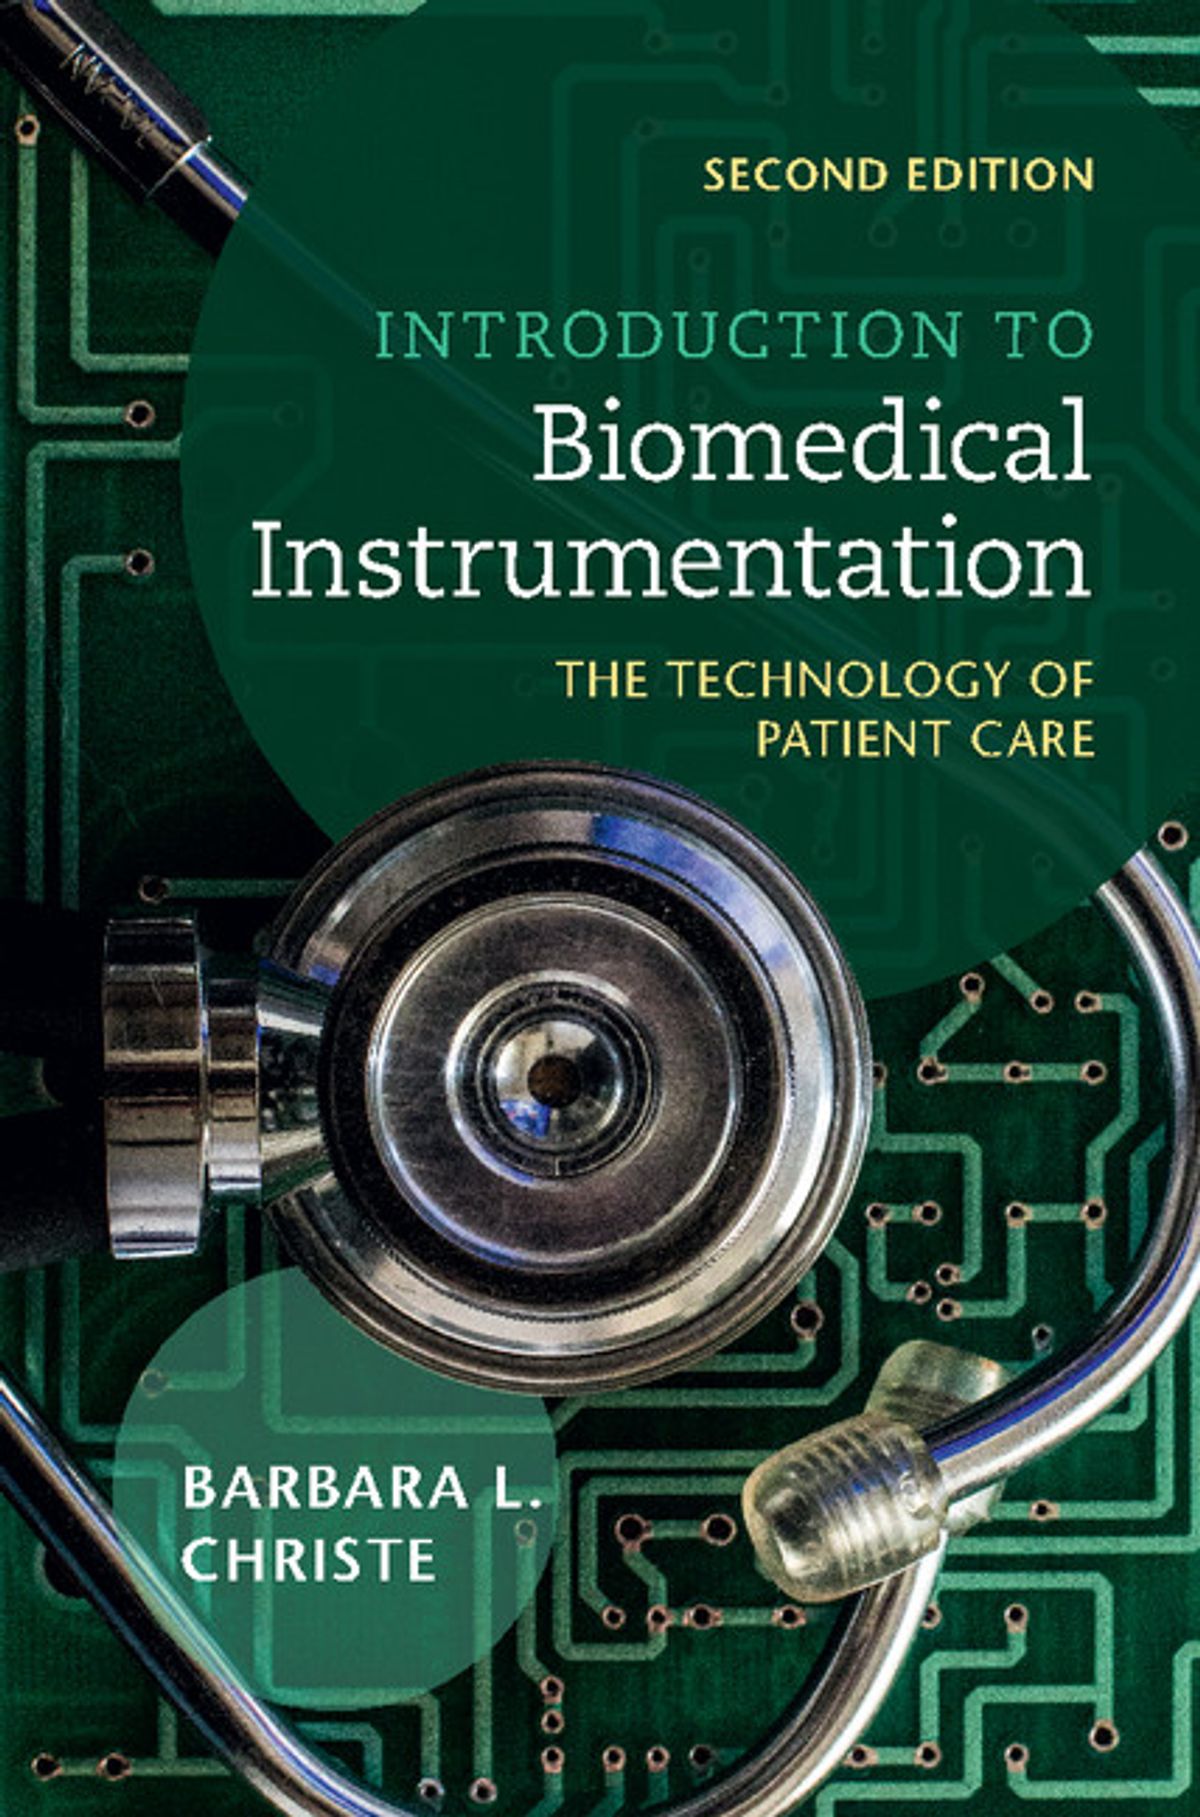 SECOND EDITION
INTRODUCTION TO
Biomedical
Instrumentation
THE TECHNOLOGY OF
PATIENT CARE
BARBARA L.
CHRISTE